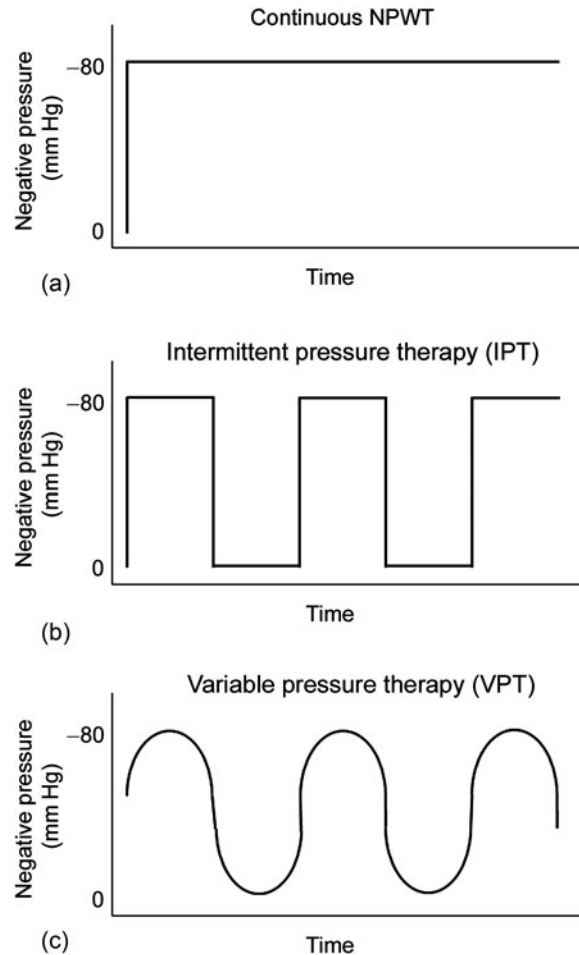 Continuous NPWT
Negative pressure
(mm Hg)
−80
0
Time
(a)
Intermittent pressure therapy (IPT)
Negative pressure
(mm Hg)
−80
0
Time
(b)
Variable pressure therapy (VPT)
Negative pressure
(mm Hg)
−80
0
Time
(c)